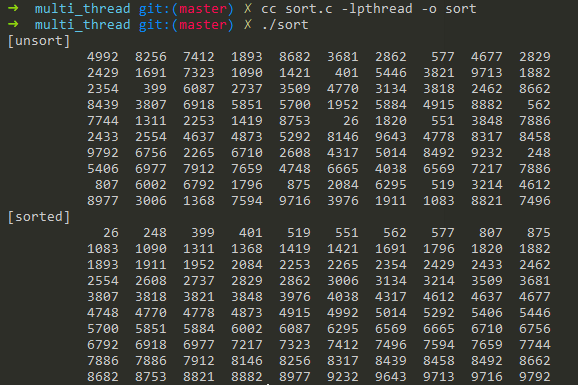 ➜ multi_thread git:(master) ✗ cc sort.c -lpthread -o sort
➜ multi_thread git:(master) ✗ ./sort
[unsort]
4992 8256 7412 1893 8682 3681 2862 577 4677 2829
2429 1691 7323 1090 1421 401 5446 3821 9713 1882
2354 399 6087 2737 3509 4770 3134 3818 2462 8662
8439 3807 6918 5851 5700 1952 5884 4915 8882 562
7744 1311 2253 1419 8753 26 1820 551 3848 7886
2433 2554 4637 4873 5292 8146 9643 4778 8317 8458
9792 6756 2265 6710 2608 4317 5014 8492 9232 248
5406 6977 7912 7659 4748 6665 4038 6569 7217 7886
807 6002 6792 1796 875 2084 6295 519 3214 4612
8977 3006 1368 7594 9716 3976 1911 1083 8821 7496
[sorted]
26 248 399 401 519 551 562 577 807 875
1083 1090 1311 1368 1419 1421 1691 1796 1820 1882
1893 1911 1952 2084 2253 2265 2354 2429 2433 2462
2554 2608 2737 2829 2862 3006 3134 3214 3509 3681
3807 3818 3821 3848 3976 4038 4317 4612 4637 4677
4748 4770 4778 4873 4915 4992 5014 5292 5406 5446
5700 5851 5884 6002 6087 6295 6569 6665 6710 6756
6792 6918 6977 7217 7323 7412 7496 7594 7659 7744
7886 7886 7912 8146 8256 8317 8439 8458 8492 8662
8682 8753 8821 8882 8977 9232 9643 9713 9716 9792